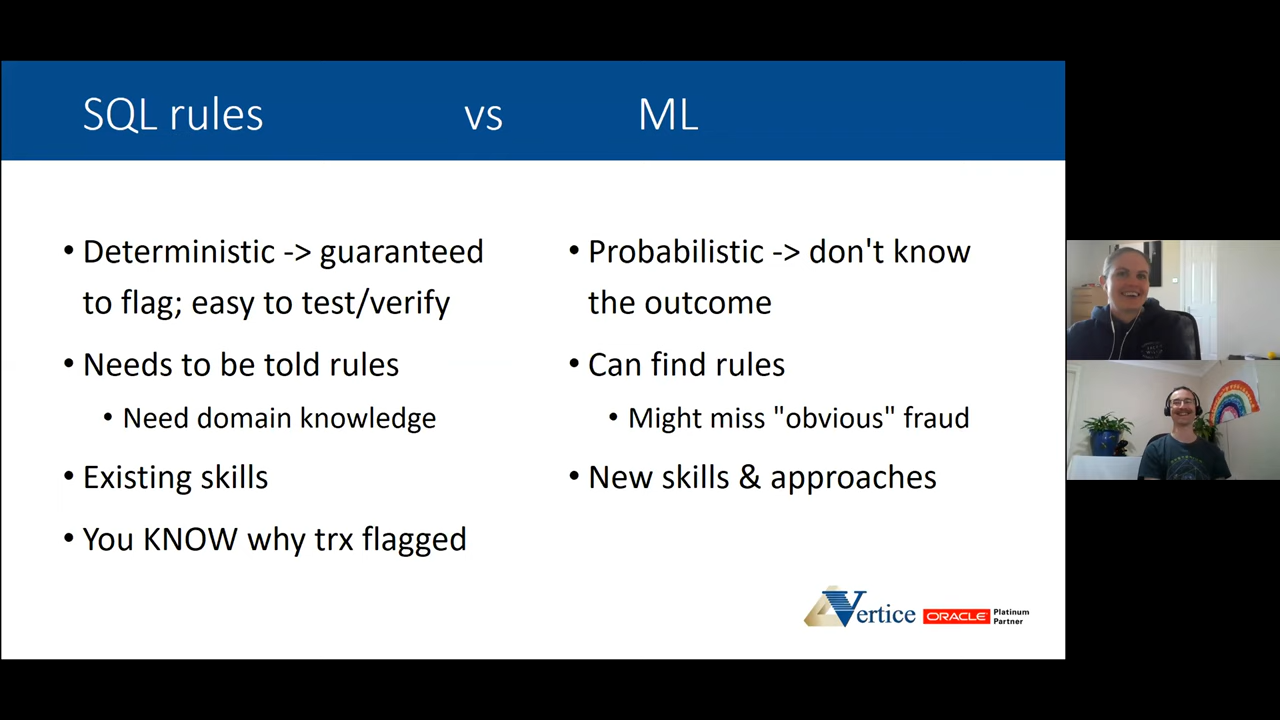 SQL rules vs ML
• Deterministic -> guaranteed
to flag; easy to test/verify
• Needs to be told rules
• Need domain knowledge
• Existing skills
• You KNOW why trx flagged
• Probabilistic -> don't know
the outcome
• Can find rules
• Might miss "obvious" fraud
• New skills & approaches
Vertice ORACLE Platinum
Partner